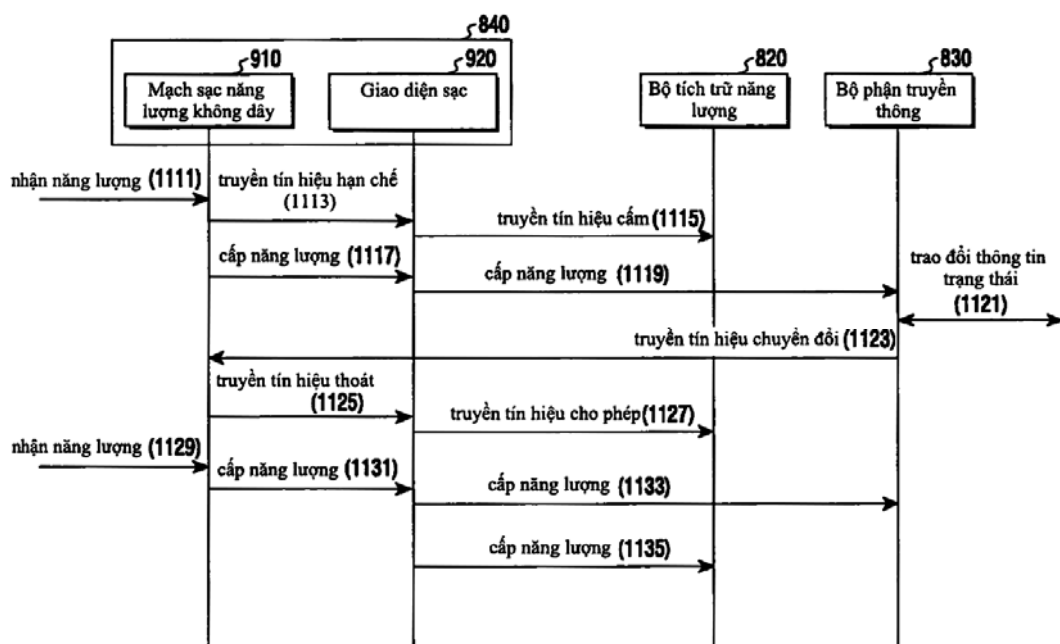 840
910
920
820
830
Mạch sạc năng
lượng không dây
Giao diện sạc
Bộ tích trữ năng
lượng
Bộ phận truyền
thông
nhận năng lượng (1111)
truyền tín hiệu hạn chế
(1113)
truyền tín hiệu cấm (1115)
cấp năng lượng (1117)
cấp năng lượng (1119)
trao đổi thông tin
trạng thái
(1121)
truyền tín hiệu chuyển đổi (1123)
truyền tín hiệu thoát
(1125)
truyền tín hiệu cho phép (1127)
nhận năng lượng (1129)
cấp năng lượng (1131)
cấp năng lượng (1133)
cấp năng lượng (1135)